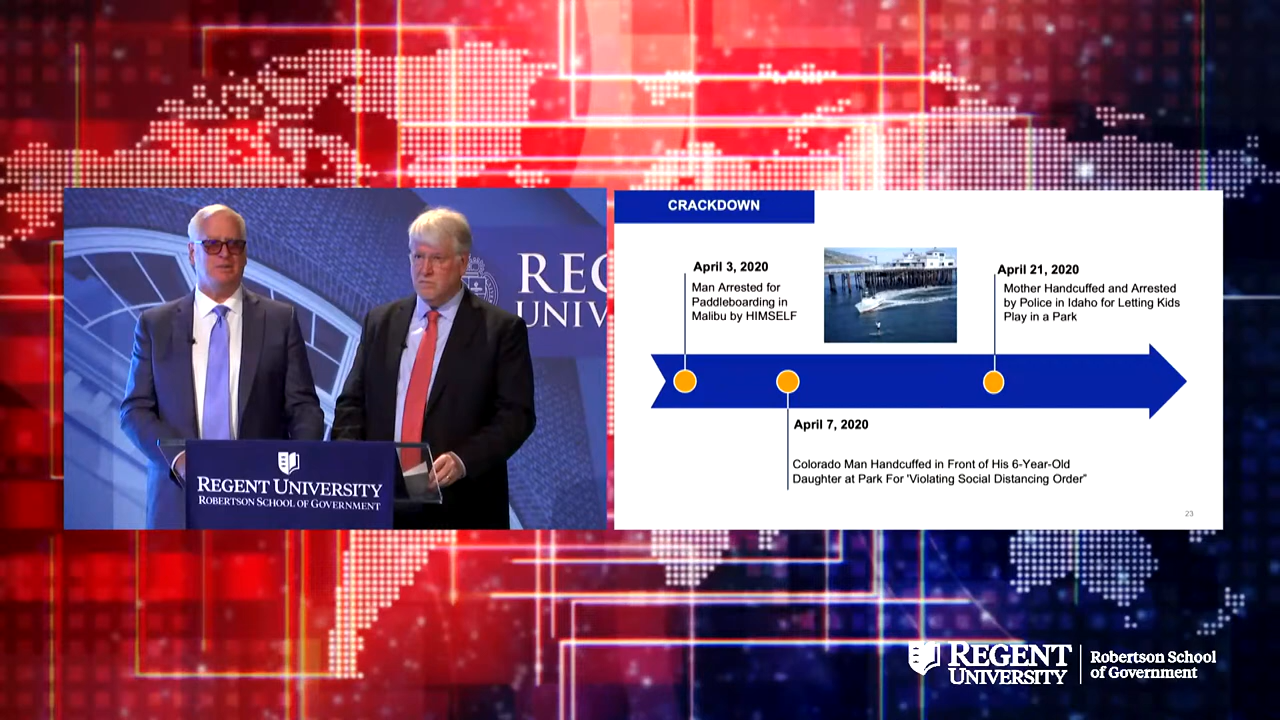 REG
UNIV
REGENT UNIVERSITY
ROBERTSON SCHOOL OF GOVERNMENT
CRACKDOWN
April 3, 2020
Man Arrested for
Paddleboarding in
Malibu by HIMSELF
April 21, 2020
Mother Handcuffed and Arrested
by Police in Idaho for Letting Kids
Play in a Park
April 7, 2020
Colorado Man Handcuffed in Front of His 6-Year-Old
Daughter at Park For 'Violating Social Distancing Order"
23
REGENT
UNIVERSITY
Robertson School
of Government